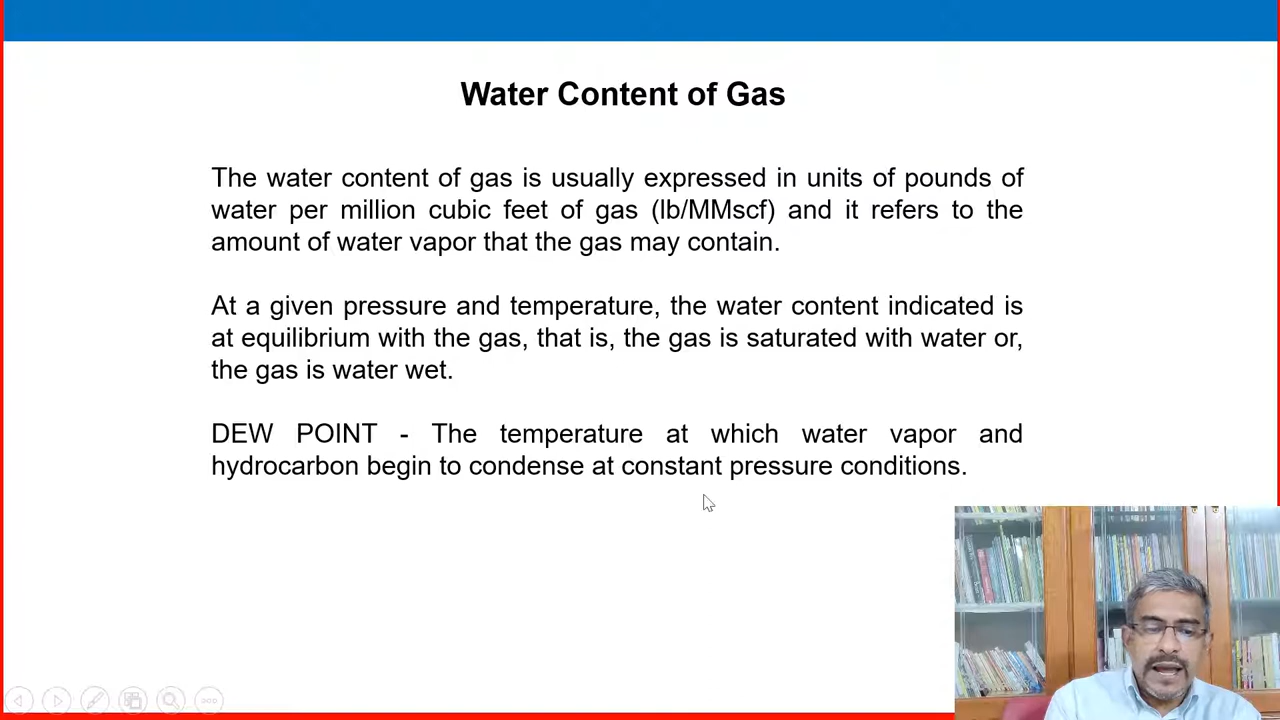 Water Content of Gas
The water content of gas is usually expressed in units of pounds of
water per million cubic feet of gas (lb/MMscf) and it refers to the
amount of water vapor that the gas may contain.
At a given pressure and temperature, the water content indicated is
at equilibrium with the gas, that is, the gas is saturated with water or,
the gas is water wet.
DEW POINT - The temperature at which water vapor and
hydrocarbon begin to condense at constant pressure conditions.